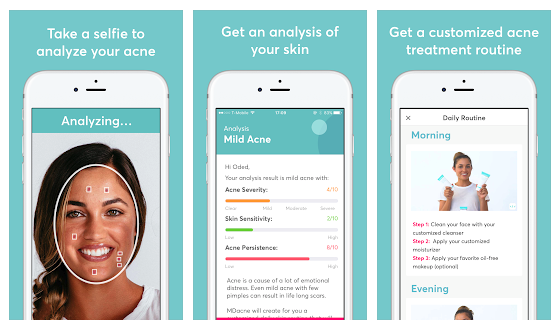 Take a selfie to
analyze your acne
Analyzing...
Get an analysis of
your skin
T-Mobile
17:09
Analysis
Mild Acne
Hi Oded,
Your analysis result is mild acne with:
Acne Severity:
4/10
Clear
Mild
Moderate
Severe
Skin Sensitivity:
2/10
Low
High
Acne Persistence:
8/10
Low
High
Acne is a cause of a lot of emotional
distress. Even mild acne with few
pimples can result in life long scars.
MDacne will create for you a
Get a customized acne
treatment routine
Daily Routine
Morning
Step 1: Clean your face with your
customized cleanser
Step 2: Apply your customized
moisturizer
Step 3: Apply your favorite oil-free
makeup (optional)
Evening